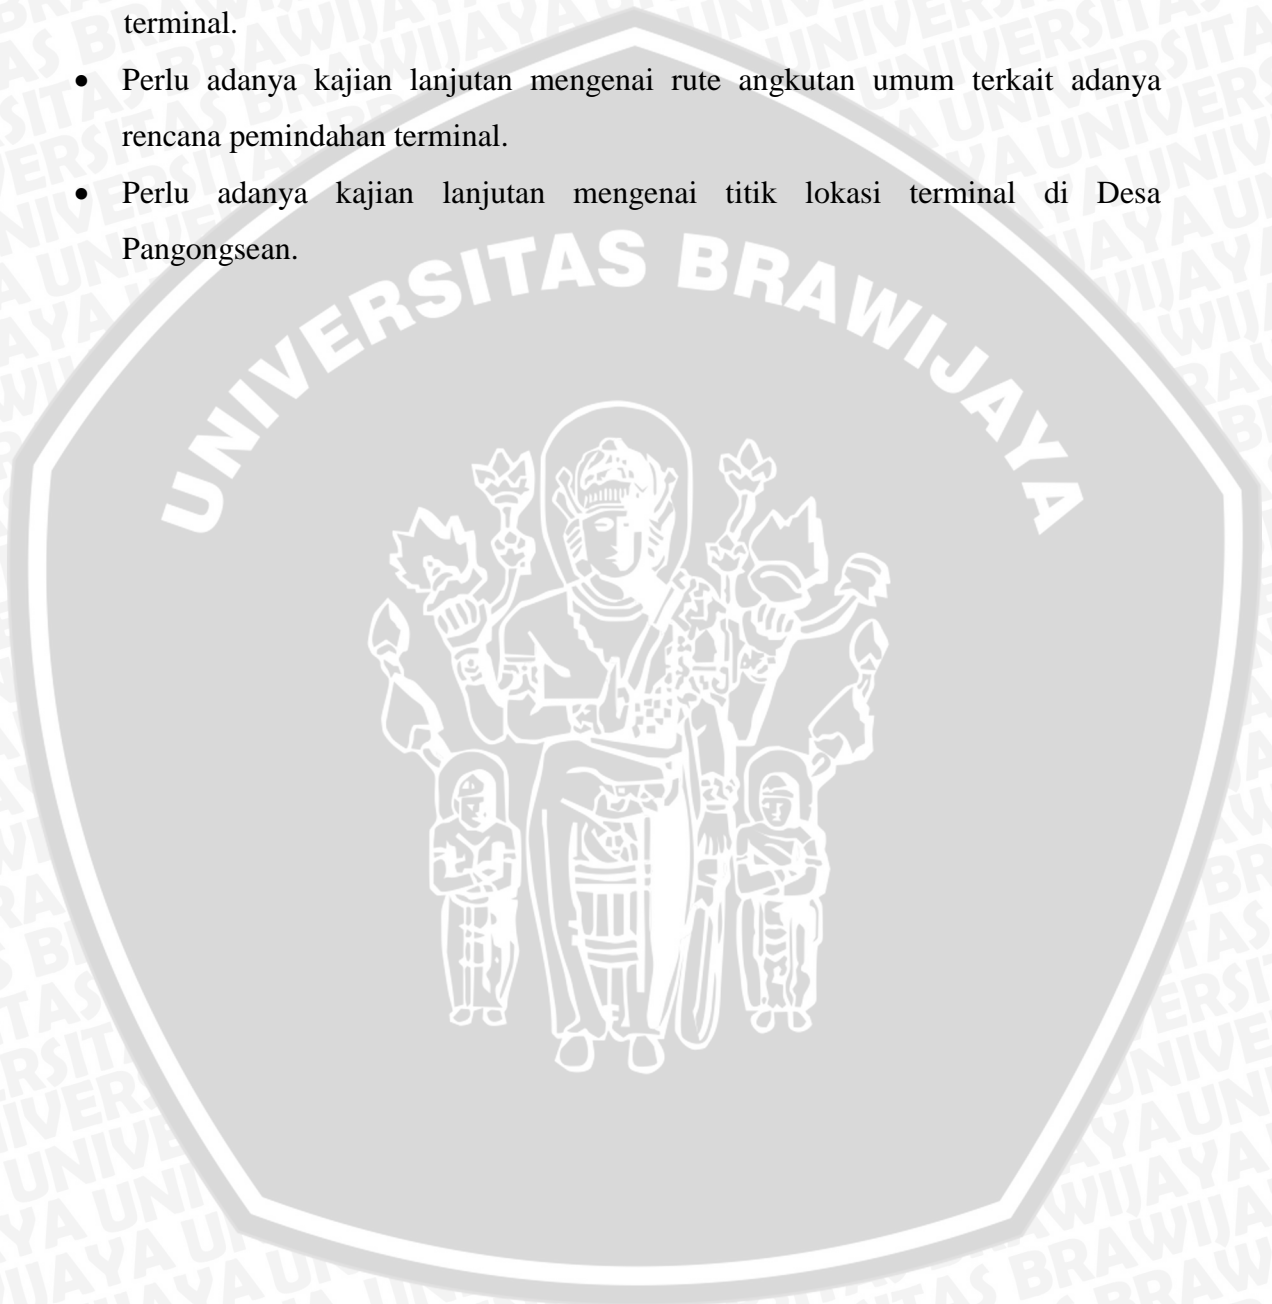 terminal.
• Perlu adanya kajian lanjutan mengenai rute angkutan umum terkait adanya
rencana pemindahan terminal.
• Perlu adanya kajian lanjutan mengenai titik lokasi terminal di Desa
Pangongsean.
UNIVERSITAS BRAWIJAYA